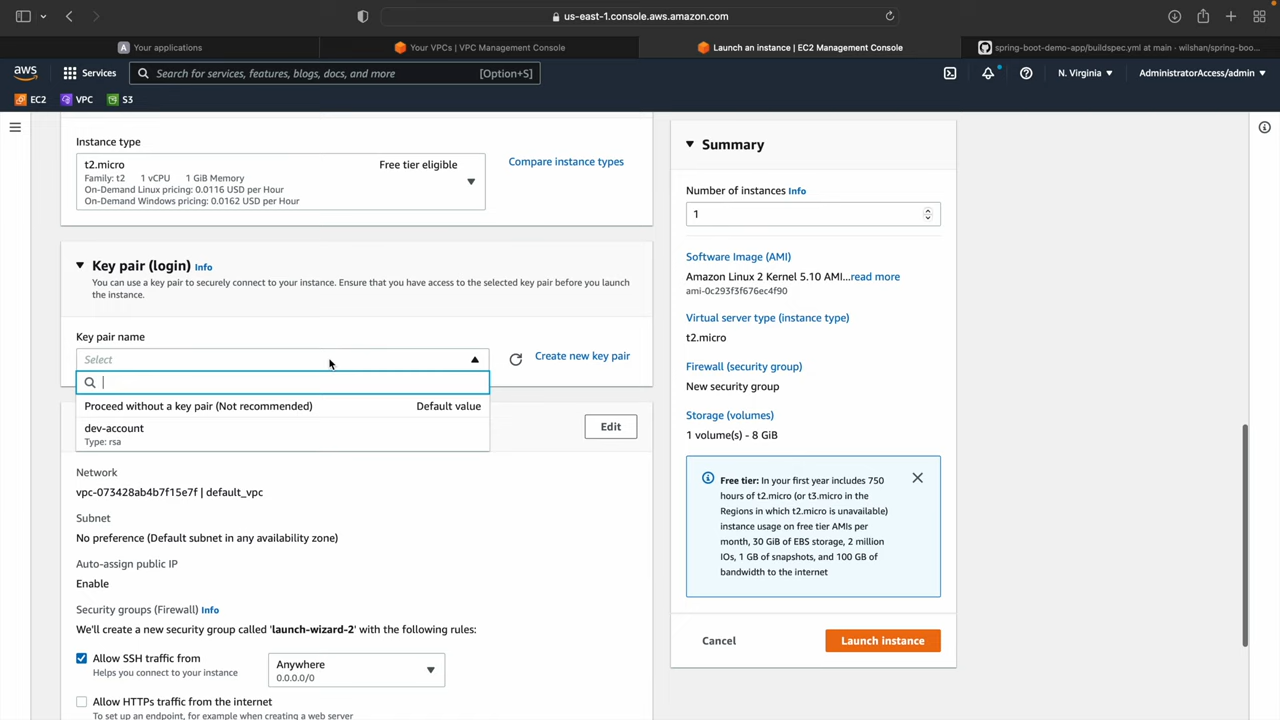 us-east-1.console.aws.amazon.com
Your applications
Your VPCs | VPC Management Console
Launch an instance | EC2 Management Console
spring-boot-demo-app/buildspec.yml at main · wilshan/spring-boo...
aws
Services
Search for services, features, blogs, docs, and more
[Option+S]
N. Virginia
AdministratorAccess/admin
EC2
VPC
S3
Instance type
t2.micro
Free tier eligible
Family: t2 1 vCPU 1 GiB Memory
On-Demand Linux pricing: 0.0116 USD per Hour
On-Demand Windows pricing: 0.0162 USD per Hour
Compare instance types
Key pair (login) Info
You can use a key pair to securely connect to your instance. Ensure that you have access to the selected key pair before you launch
the instance.
Key pair name
Select
Create new key pair
Proceed without a key pair (Not recommended)
Default value
dev-account
Type: rsa
Edit
Network
vpc-073428ab4b7f15e7f | default_vpc
Subnet
No preference (Default subnet in any availability zone)
Auto-assign public IP
Enable
Security groups (Firewall) Info
We'll create a new security group called 'launch-wizard-2' with the following rules:
Allow SSH traffic from
Helps you connect to your instance
Anywhere
0.0.0.0/0
Allow HTTPs traffic from the internet
To set up an endpoint, for example when creating a web server
Summary
Number of instances Info
1
Software Image (AMI)
Amazon Linux 2 Kernel 5.10 AMI...read more
ami-0c293f3f676ec4f90
Virtual server type (instance type)
t2.micro
Firewall (security group)
New security group
Storage (volumes)
1 volume(s) - 8 GiB
Free tier: In your first year includes 750
hours of t2.micro (or t3.micro in the
Regions in which t2.micro is unavailable)
instance usage on free tier AMIs per
month, 30 GiB of EBS storage, 2 million
IOs, 1 GB of snapshots, and 100 GB of
bandwidth to the internet
Cancel
Launch instance